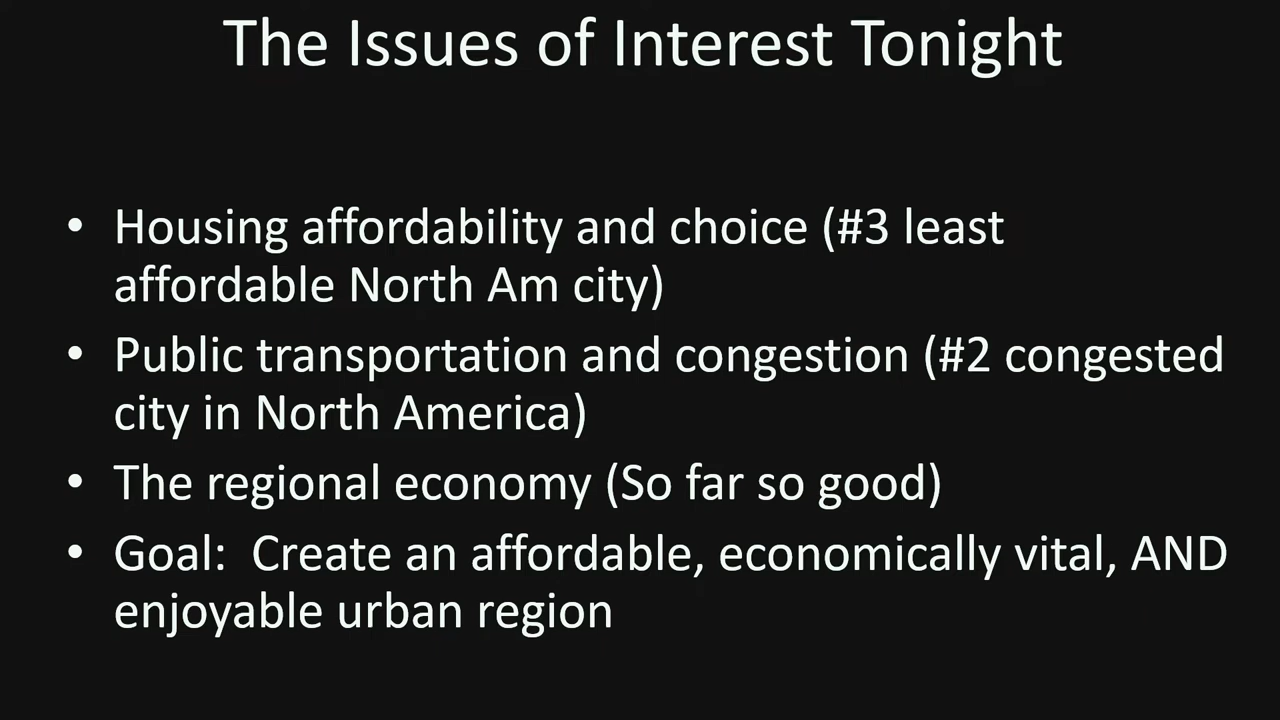 The Issues of Interest Tonight
• Housing affordability and choice (#3 least
affordable North Am city)
• Public transportation and congestion (#2 congested
city in North America)
• The regional economy (So far so good)
• Goal:  Create an affordable, economically vital, AND
enjoyable urban region